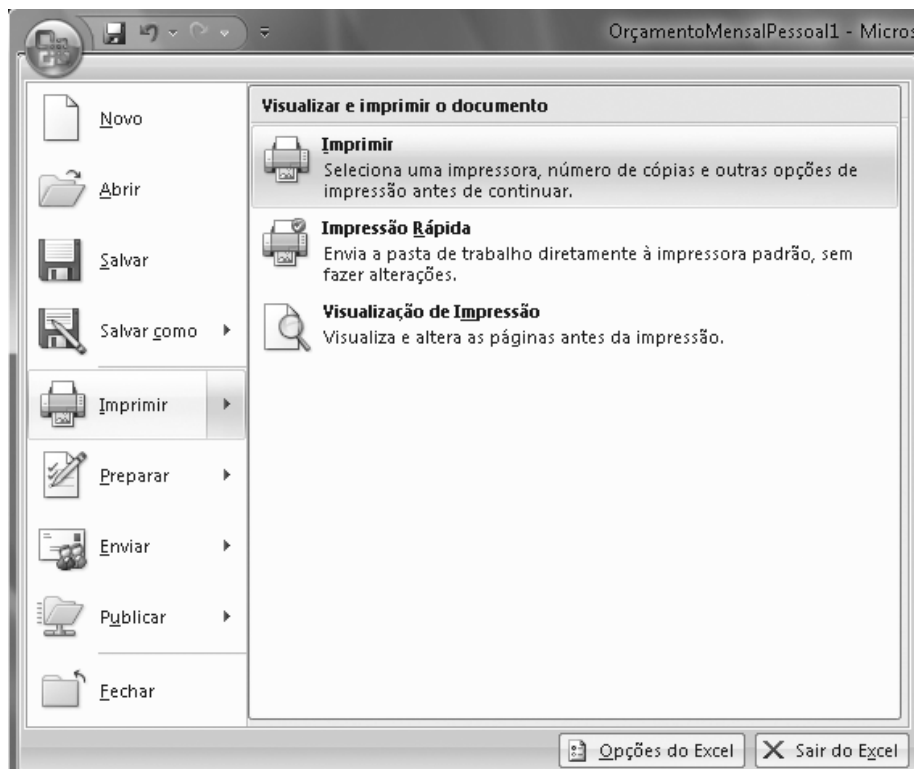 OrçamentoMensalPessoal1 - Micros
Novo
Abrir
Salvar
Salvar como
Imprimir
Preparar
Enviar
Publicar
Fechar
Visualizar e imprimir o documento
Imprimir
Seleciona uma impressora, número de cópias e outras opções de
impressão antes de continuar.
Impressão Rápida
Envia a pasta de trabalho diretamente à impressora padrão, sem
fazer alterações.
Visualização de Impressão
Visualiza e altera as páginas antes da impressão.
Opções do Excel
Sair do Excel